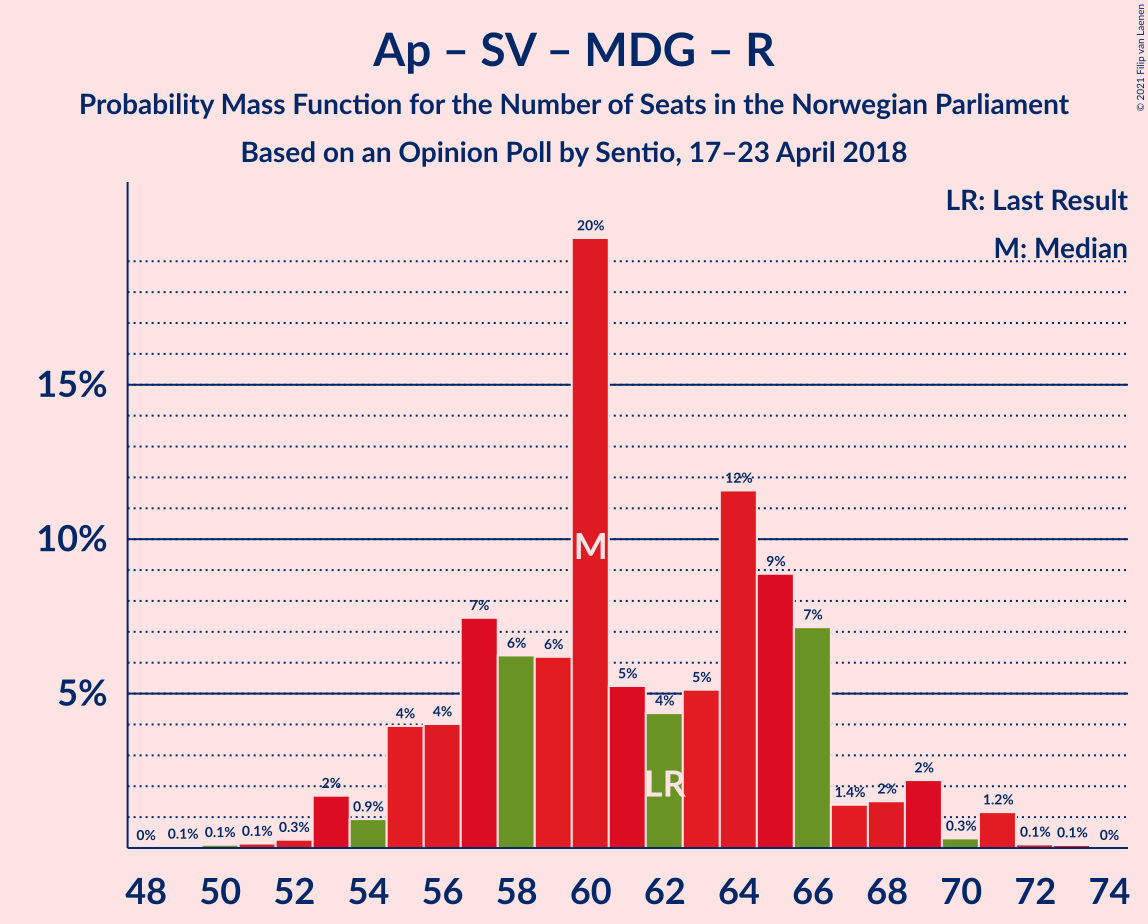 © 2021 Filip van Laenen
Ap – SV – MDG – R
Probability Mass Function for the Number of Seats in the Norwegian Parliament
Based on an Opinion Poll by Sentio, 17–23 April 2018
LR: Last Result
M: Median
15%
10%
5%
0% 0.1% 0.1% 0.1% 0.3% 2% 0.9% 4% 4% 7% 6% 6% 20% 5% 4% 5% 12% 9% 7% 1.4% 2% 2% 0.3% 1.2% 0.1% 0.1% 0%
M
LR
48 50 52 54 56 58 60 62 64 66 68 70 72 74